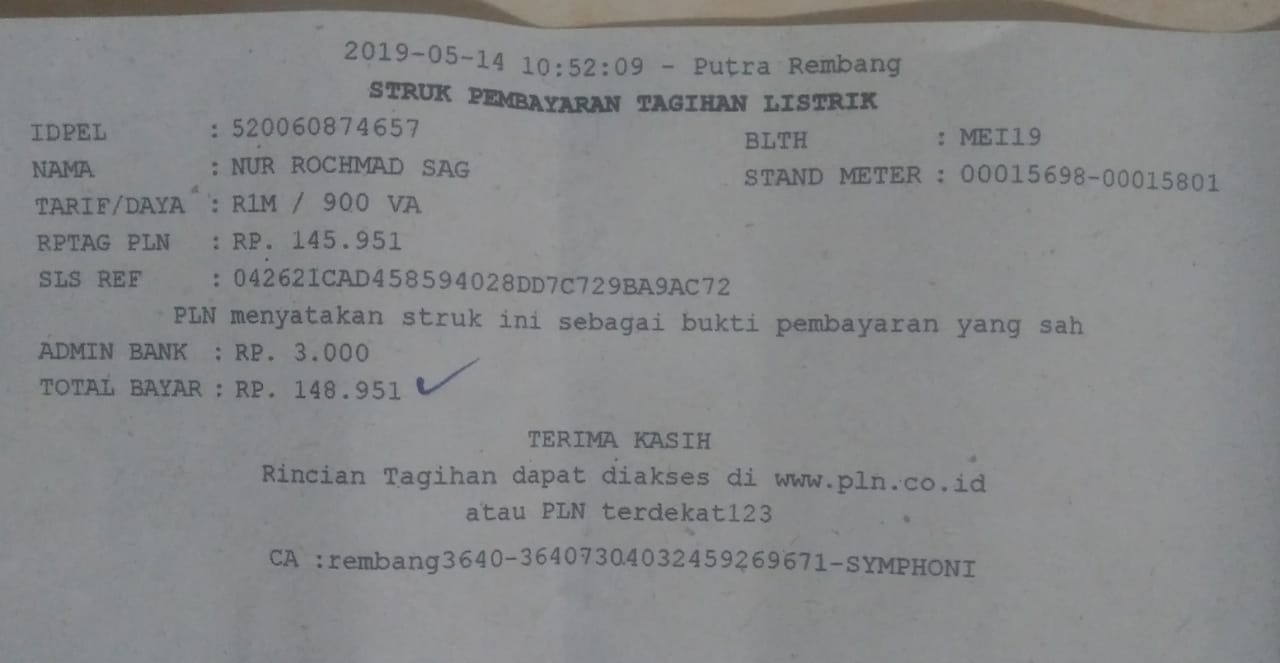 2019-05-14 10:52:09 - Putra Rembang
STRUK PEMBAYARAN TAGIHAN LISTRIK
IDPEL : 520060874657 BLTH : MEI19
NAMA : NUR ROCHMAD SAG STAND METER : 00015698-00015801
TARIF/DAYA : R1M / 900 VA
RPTAG PLN : RP. 145.951
SLS REF : 042621CAD458594028DD7C729BA9AC72
PLN menyatakan struk ini sebagai bukti pembayaran yang sah
ADMIN BANK : RP. 3.000
TOTAL BAYAR : RP. 148.951
TERIMA KASIH
Rincian Tagihan dapat diakses di www.pln.co.id
atau PLN terdekat123
CA :rembang3640-36407304032459269671-SYMPHONI